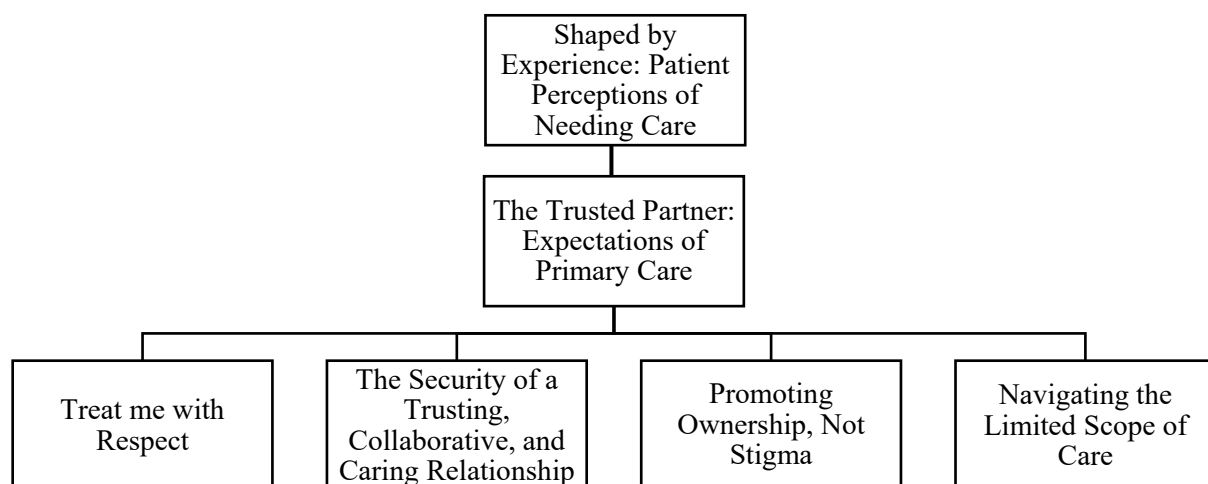 Shaped by
Experience: Patient
Perceptions of
Needing Care
The Trusted Partner:
Expectations of
Primary Care
Treat me with
Respect
The Security of a
Trusting,
Collaborative, and
Caring Relationship
Promoting
Ownership, Not
Stigma
Navigating the
Limited Scope of
Care